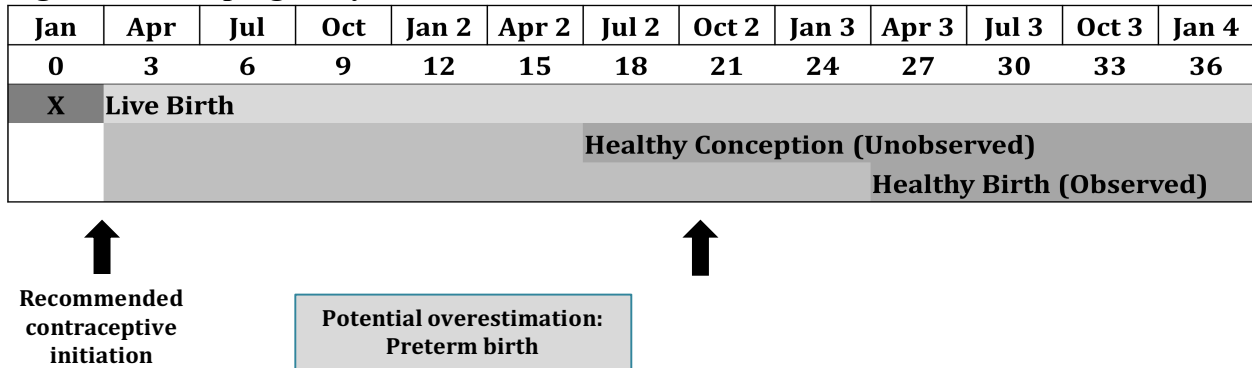 Jan Apr Jul Oct Jan 2 Apr 2 Jul 2 Oct 2 Jan 3 Apr 3 Jul 3 Oct 3 Jan 4
0 3 6 9 12 15 18 21 24 27 30 33 36
X Live Birth
Healthy Conception (Unobserved)
Healthy Birth (Observed)
Recommended
contraceptive
initiation
Potential overestimation:
Preterm birth